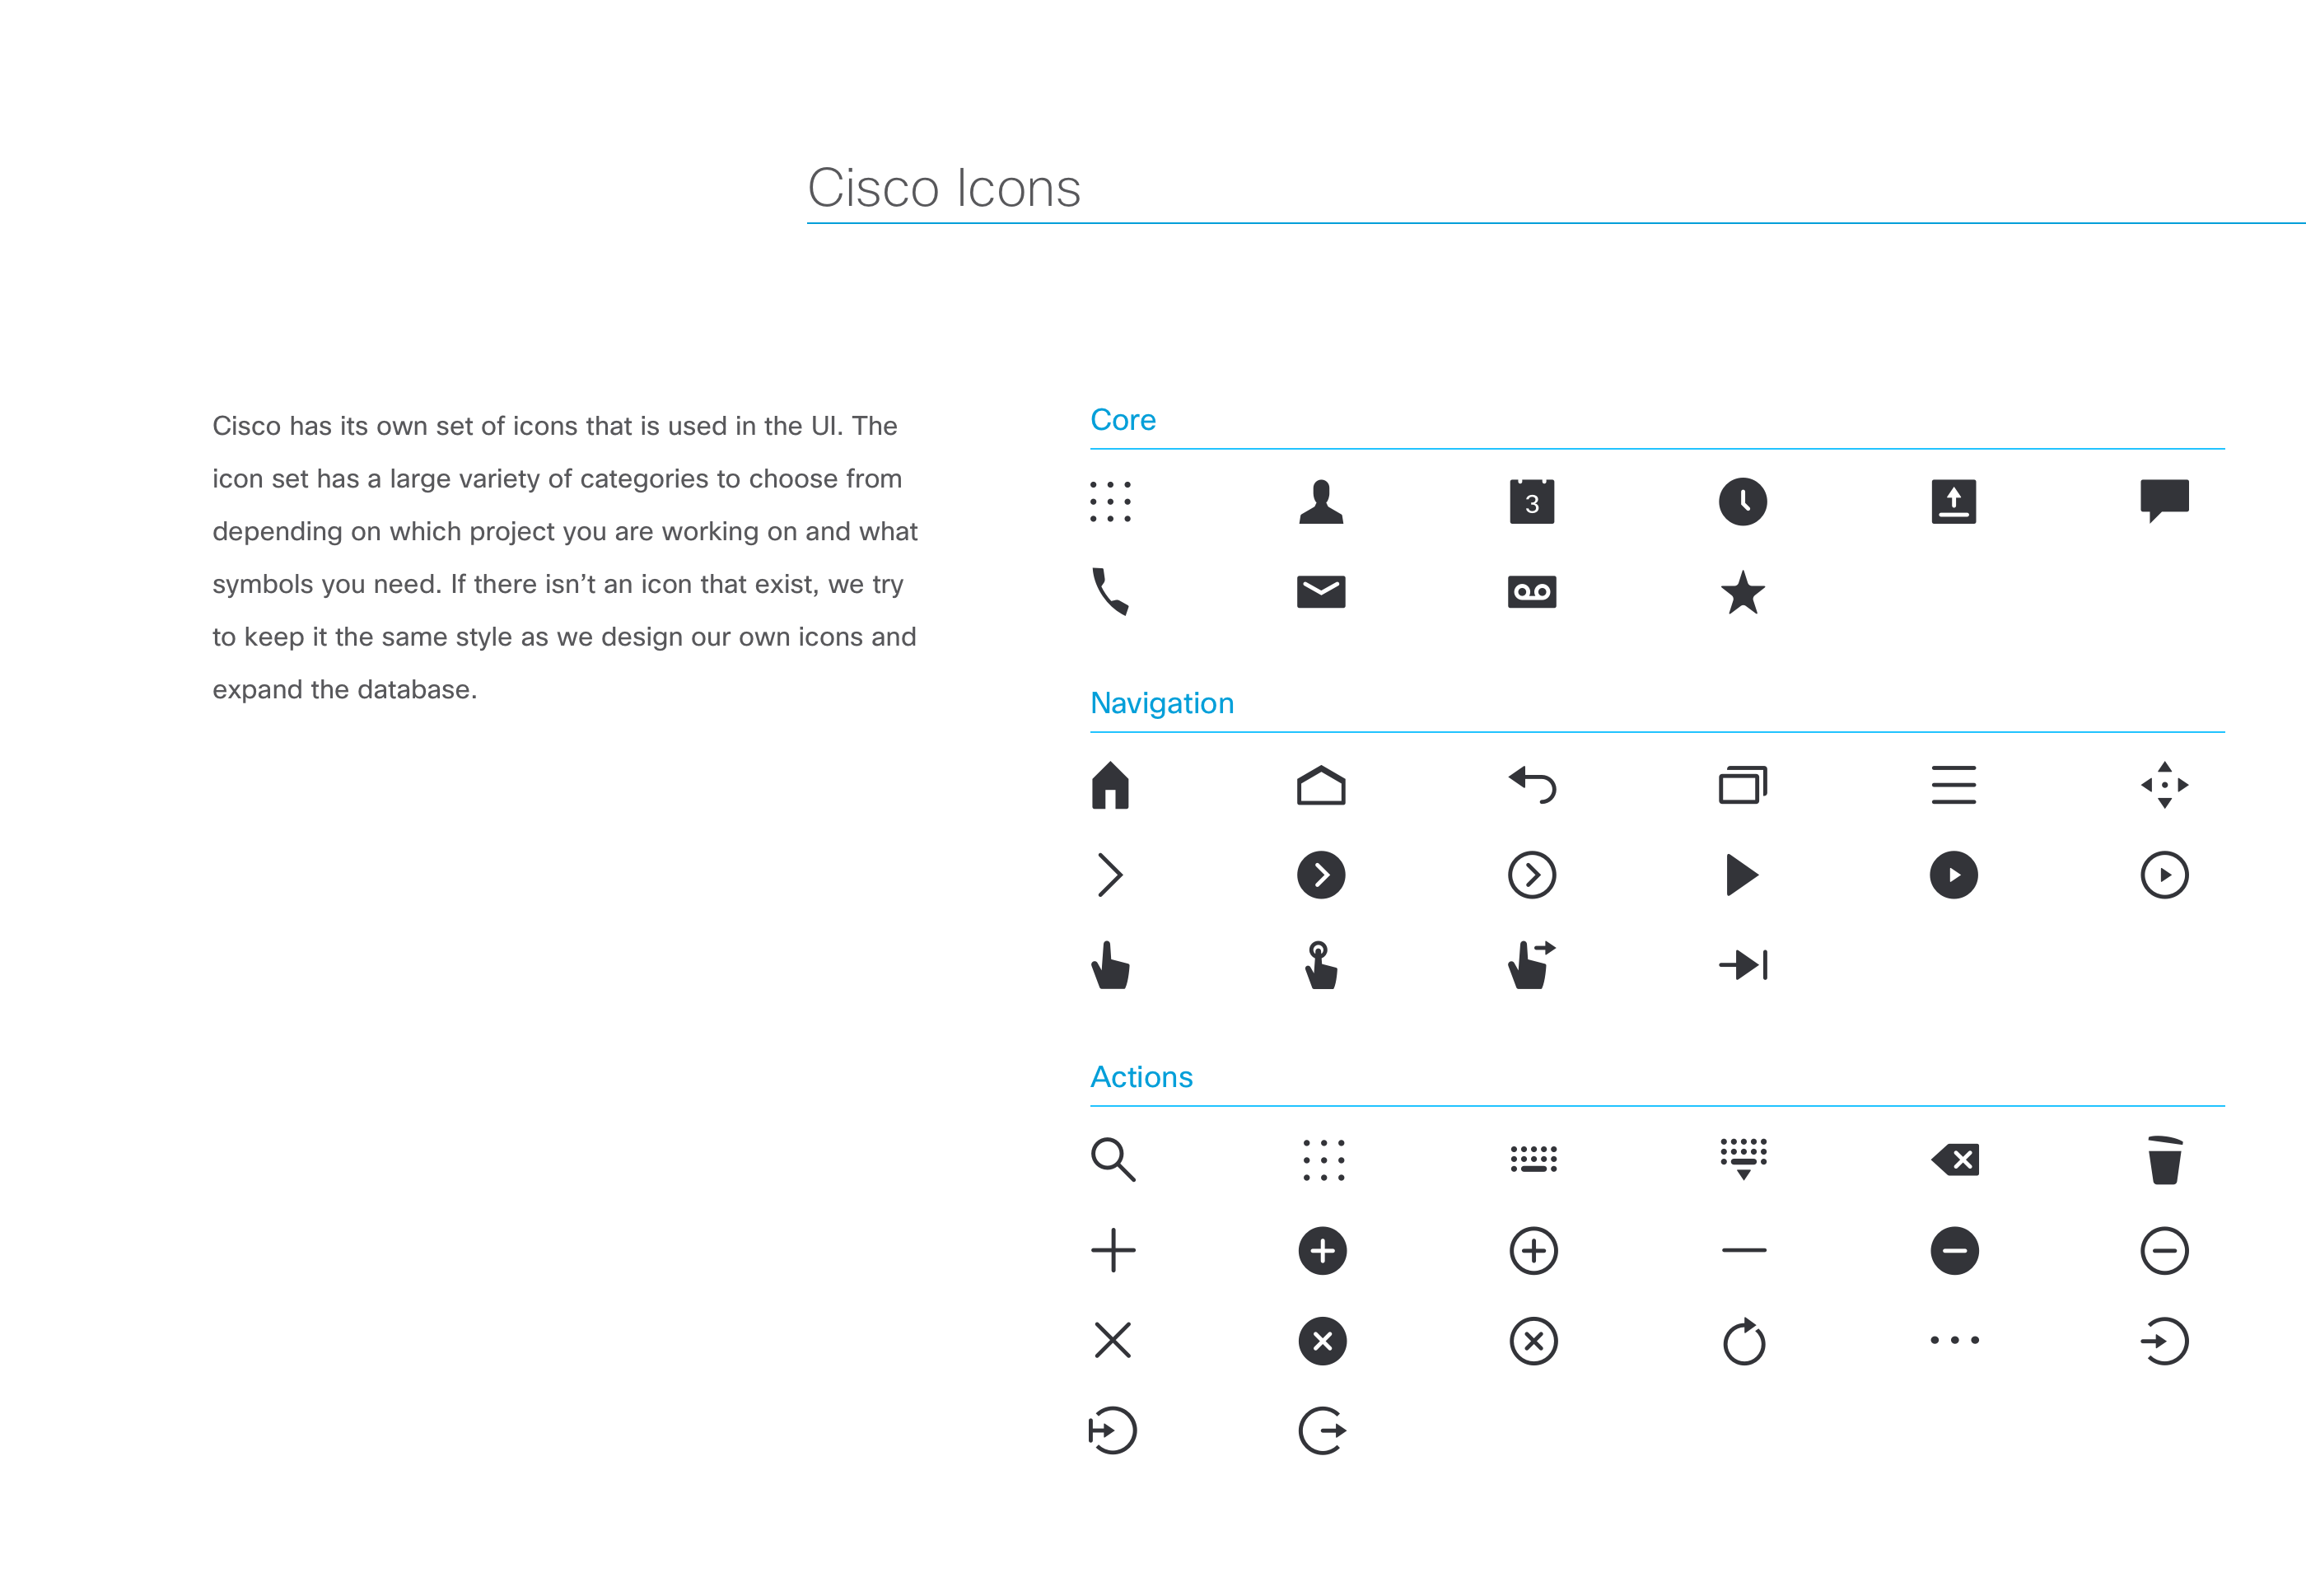 Cisco Icons
Cisco has its own set of icons that is used in the UI. The
icon set has a large variety of categories to choose from
depending on which project you are working on and what
symbols you need. If there isn’t an icon that exist, we try
to keep it the same style as we design our own icons and
expand the database.
Core
3
Navigation
Actions